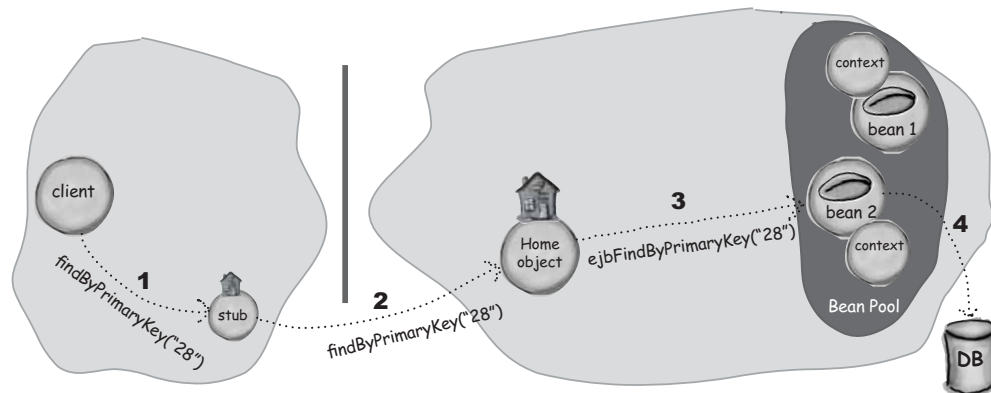 client
1
findByPrimaryKey("28")
stub
2
findByPrimaryKey("28")
Home
object
3
ejbFindByPrimaryKey("28")
context
bean 1
bean 2
context
Bean Pool
4
DB